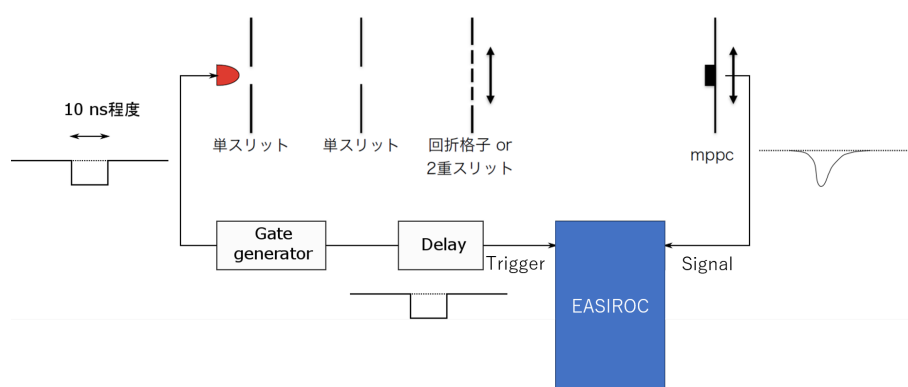 10 ns程度
単スリット
単スリット
回折格子 or
2重スリット
mppc
Gate
generator
Delay
Trigger
EASIROC
Signal